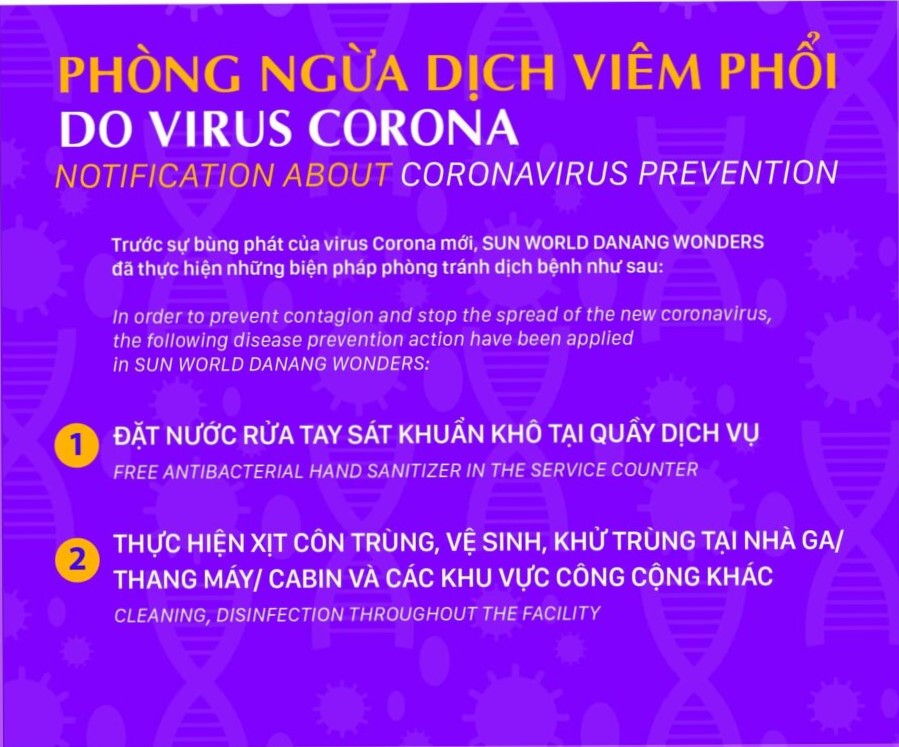 PHÒNG NGỪA DỊCH VIÊM PHỔI
DO VIRUS CORONA
NOTIFICATION ABOUT CORONAVIRUS PREVENTION
Trước sự bùng phát của virus Corona mới, SUN WORLD DANANG WONDERS
đã thực hiện những biện pháp phòng tránh dịch bệnh như sau:
In order to prevent contagion and stop the spread of the new coronavirus,
the following disease prevention action have been applied
in SUN WORLD DANANG WONDERS:
1 ĐẶT NƯỚC RỬA TAY SÁT KHUẨN KHÔ TẠI QUẦY DỊCH VỤ
FREE ANTIBACTERIAL HAND SANITIZER IN THE SERVICE COUNTER
2 THỰC HIỆN XỊT CÔN TRÙNG, VỆ SINH, KHỬ TRÙNG TẠI NHÀ GA/
THANG MÁY/ CABIN VÀ CÁC KHU VỰC CÔNG CỘNG KHÁC
CLEANING, DISINFECTION THROUGHOUT THE FACILITY